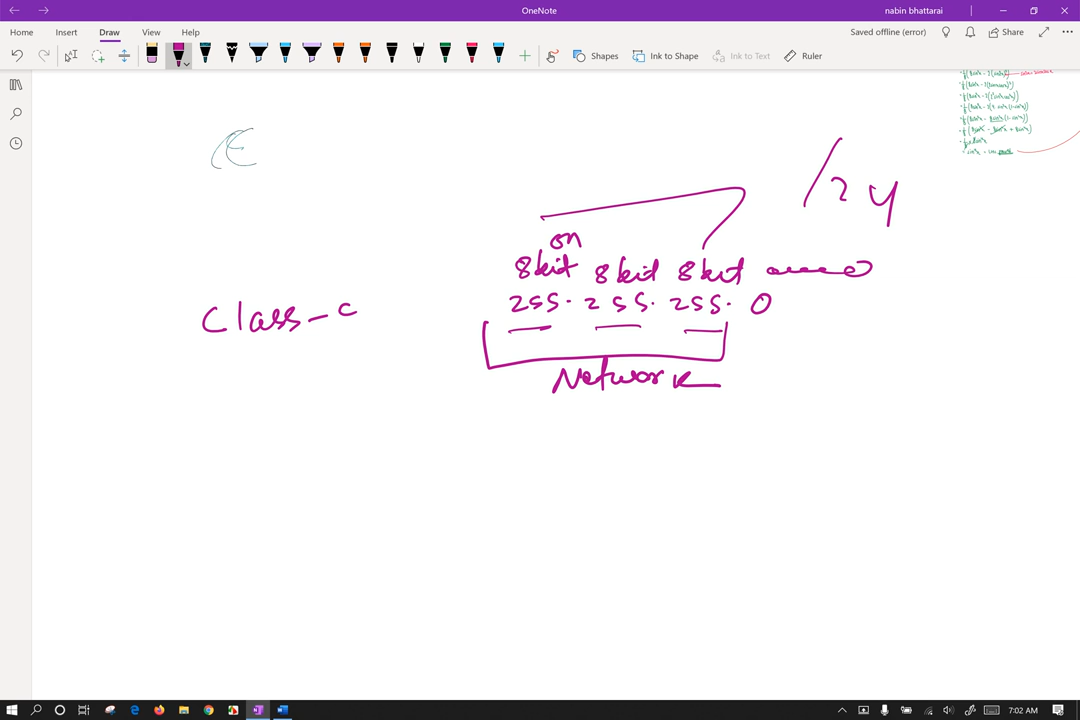 OneNote
nabin bhattarai
Home Insert Draw View Help
Saved offline (error)
Share
Shapes
Ink to Shape
Ink to Text
Ruler
/24
on
8bit 8bit 8bit
255.255.255.0
Class-c
Network
7:02 AM